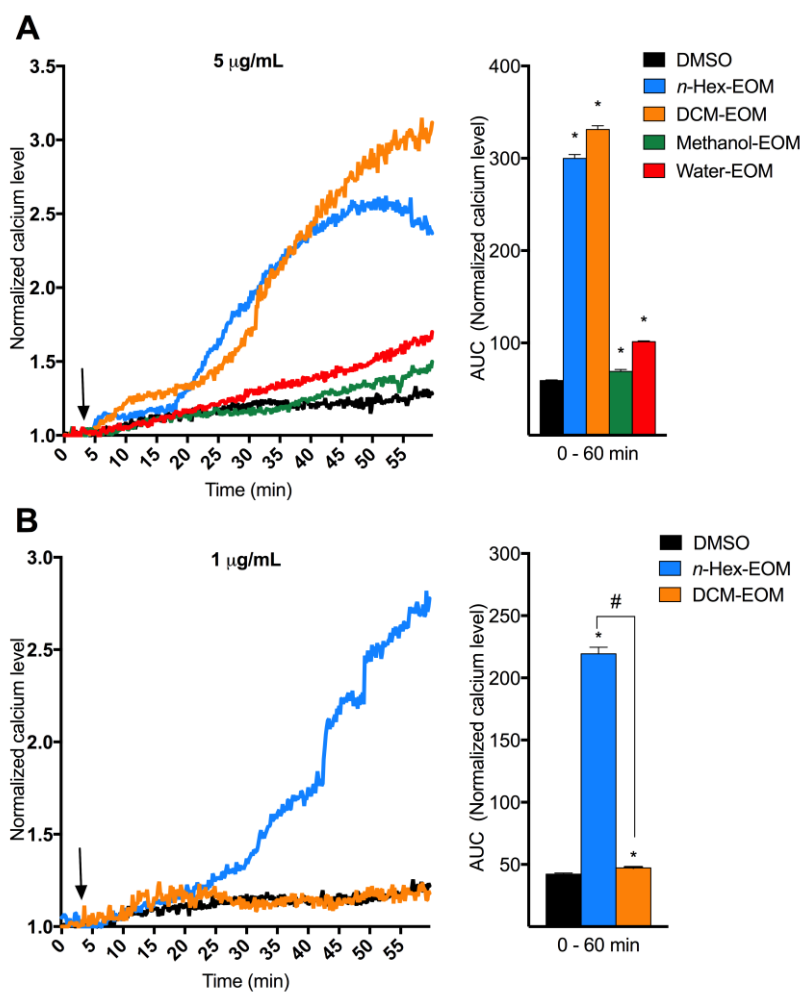 A
5 µg/mL
Normalized calcium level
3.5
3.0
2.5
2.0
1.5
1.0
0 5 10 15 20 25 30 35 40 45 50 55
Time (min)
AUC (Normalized calcium level)
400
300
200
100
0 - 60 min
DMSO
n-Hex-EOM
DCM-EOM
Methanol-EOM
Water-EOM
* * * *
B
1 µg/mL
Normalized calcium level
3.0
2.5
2.0
1.5
1.0
0 5 10 15 20 25 30 35 40 45 50 55
Time (min)
AUC (Normalized calcium level)
300
250
200
150
100
50
0 - 60 min
DMSO
n-Hex-EOM
DCM-EOM
#
* *